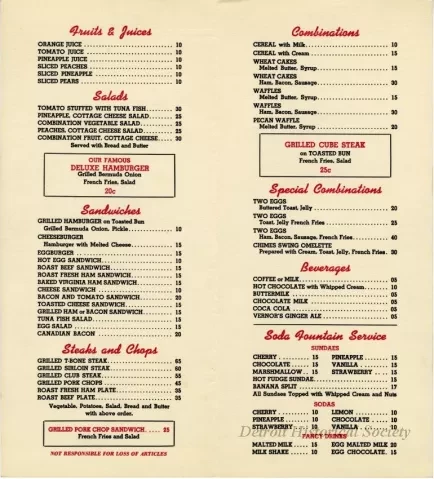 Fruits & Juices
ORANGE JUICE 10
TOMATO JUICE 10
PINEAPPLE JUICE 10
SLICED PEACHES 10
SLICED PINEAPPLE 10
SLICED PEARS 10
Salads
TOMATO STUFFED WITH TUNA FISH 30
PINEAPPLE, COTTAGE CHEESE SALAD 25
COMBINATION VEGETABLE SALAD 25
PEACHES, COTTAGE CHEESE SALAD 25
COMBINATION FRUIT, COTTAGE CHEESE 30
Served with Bread and Butter
OUR FAMOUS
DELUXE HAMBURGER
Grilled Bermuda Onion
French Fries, Salad
20c
Sandwiches
GRILLED HAMBURGER on Toasted Bun
Grilled Bermuda Onion, Pickle 10
CHEESEBURGER
Hamburger with Melted Cheese 15
EGGBURGER 15
HOT EGG SANDWICH 10
ROAST BEEF SANDWICH 15
ROAST FRESH HAM SANDWICH 15
BAKED VIRGINIA HAM SANDWICH 15
CHEESE SANDWICH 10
BACON AND TOMATO SANDWICH 20
TOASTED CHEESE SANDWICH 15
GRILLED HAM or BACON SANDWICH 15
TUNA FISH SALAD 15
EGG SALAD 15
CANADIAN BACON 20
Steaks and Chops
GRILLED T-BONE STEAK 65
GRILLED SIRLOIN STEAK 60
GRILLED CLUB STEAK 55
GRILLED PORK CHOPS 45
ROAST FRESH HAM PLATE 35
ROAST BEEF PLATE 35
Vegetable, Potatoes, Salad, Bread and Butter
with above order.
GRILLED PORK CHOP SANDWICH 25
French Fries and Salad
NOT RESPONSIBLE FOR LOSS OF ARTICLES
Combinations
CEREAL with Milk 10
CEREAL with Cream 15
WHEAT CAKES
Melted Butter, Syrup 15
WHEAT CAKES
Ham, Bacon, Sausage 30
WAFFLES
Melted Butter, Syrup 15
WAFFLES
Ham, Bacon, Sausage 30
PECAN WAFFLE
Melted Butter, Syrup 20
GRILLED CUBE STEAK
on TOASTED BUN
French Fries, Salad
25c
Special Combinations
TWO EGGS
Buttered Toast, Jelly 20
TWO EGGS
Toast, Jelly French Fries 25
TWO EGGS
Ham, Bacon, Sausage, French Fries 40
CHIMES SWING OMELETTE
Prepared with Cream, Toast, Jelly, French Fries 30
Beverages
COFFEE or MILK 05
HOT CHOCOLATE with Whipped Cream 10
BUTTERMILK 05
CHOCOLATE MILK 05
COCA COLA 05
VERNOR'S GINGER ALE 05
Soda Fountain Service
SUNDAES
CHERRY 15 PINEAPPLE 15
CHOCOLATE 15 VANILLA 15
MARSHMALLOW 15 STRAWBERRY 15
HOT FUDGE SUNDAE 15
BANANA SPLIT 17
All Sundaes Topped with Whipped Cream and Nuts
SODAS
CHERRY 10 LEMON 10
PINEAPPLE 10 CHOCOLATE 10
STRAWBERRY 10 VANILLA 10
Detroit Historical Society
FANCY DRINKS
MALTED MILK 15 EGG MALTED MILK 20
MILK SHAKE 10 EGG CHOCOLATE 15